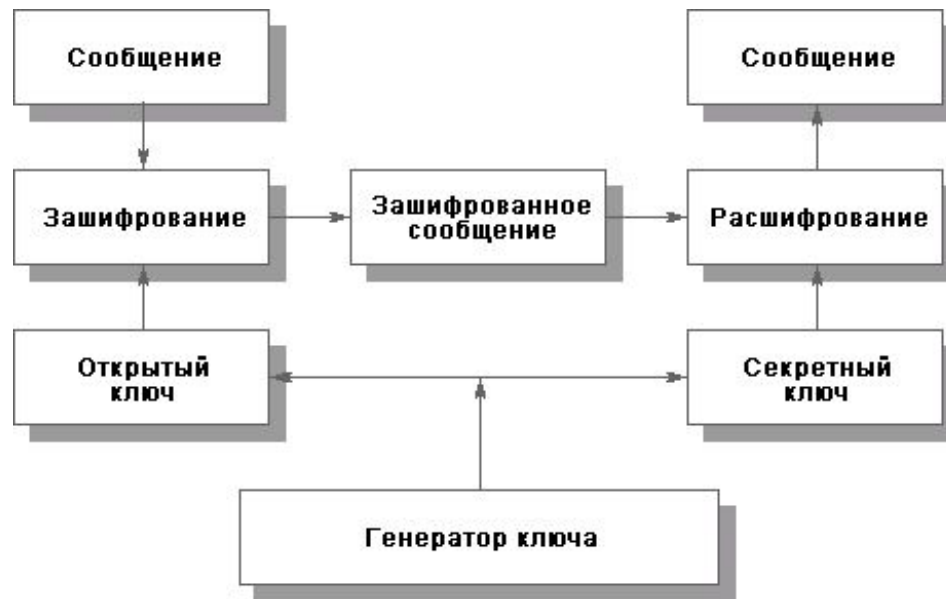 Сообщение
Сообщение
Зашифрование
Зашифрованное
сообщение
Расшифрование
Открытый
ключ
Секретный
ключ
Генератор ключа